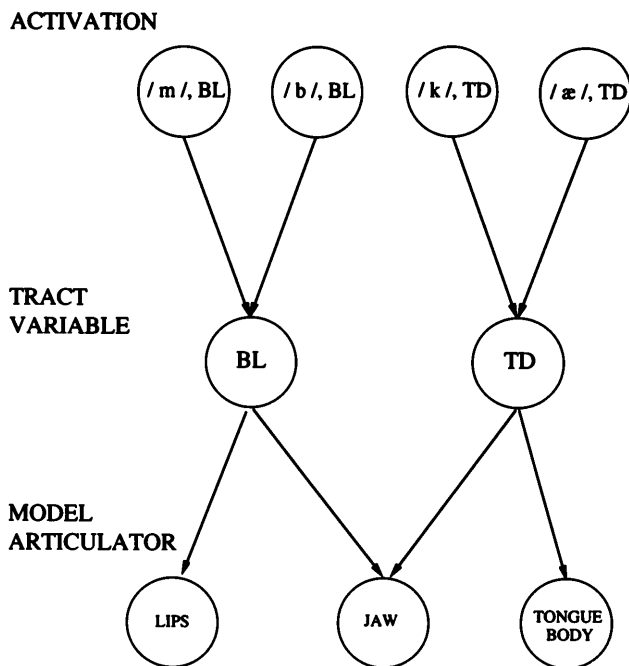 ACTIVATION
/ m /, BL
/ b /, BL
/ k /, TD
/ æ /, TD
TRACT
VARIABLE
BL
TD
MODEL
ARTICULATOR
LIPS
JAW
TONGUE
BODY